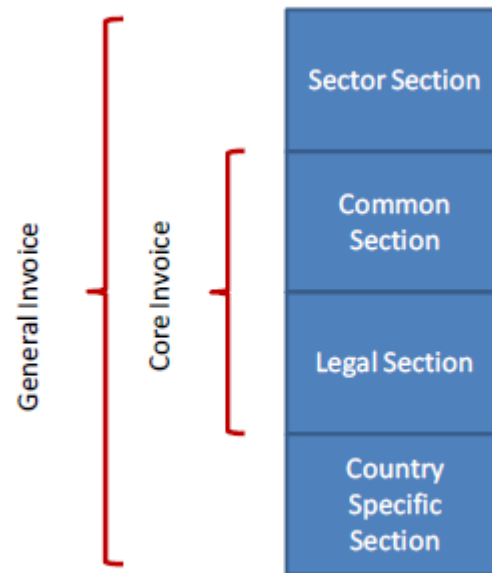 General Invoice
Core Invoice
Sector Section
Common
Section
Legal Section
Country
Specific
Section